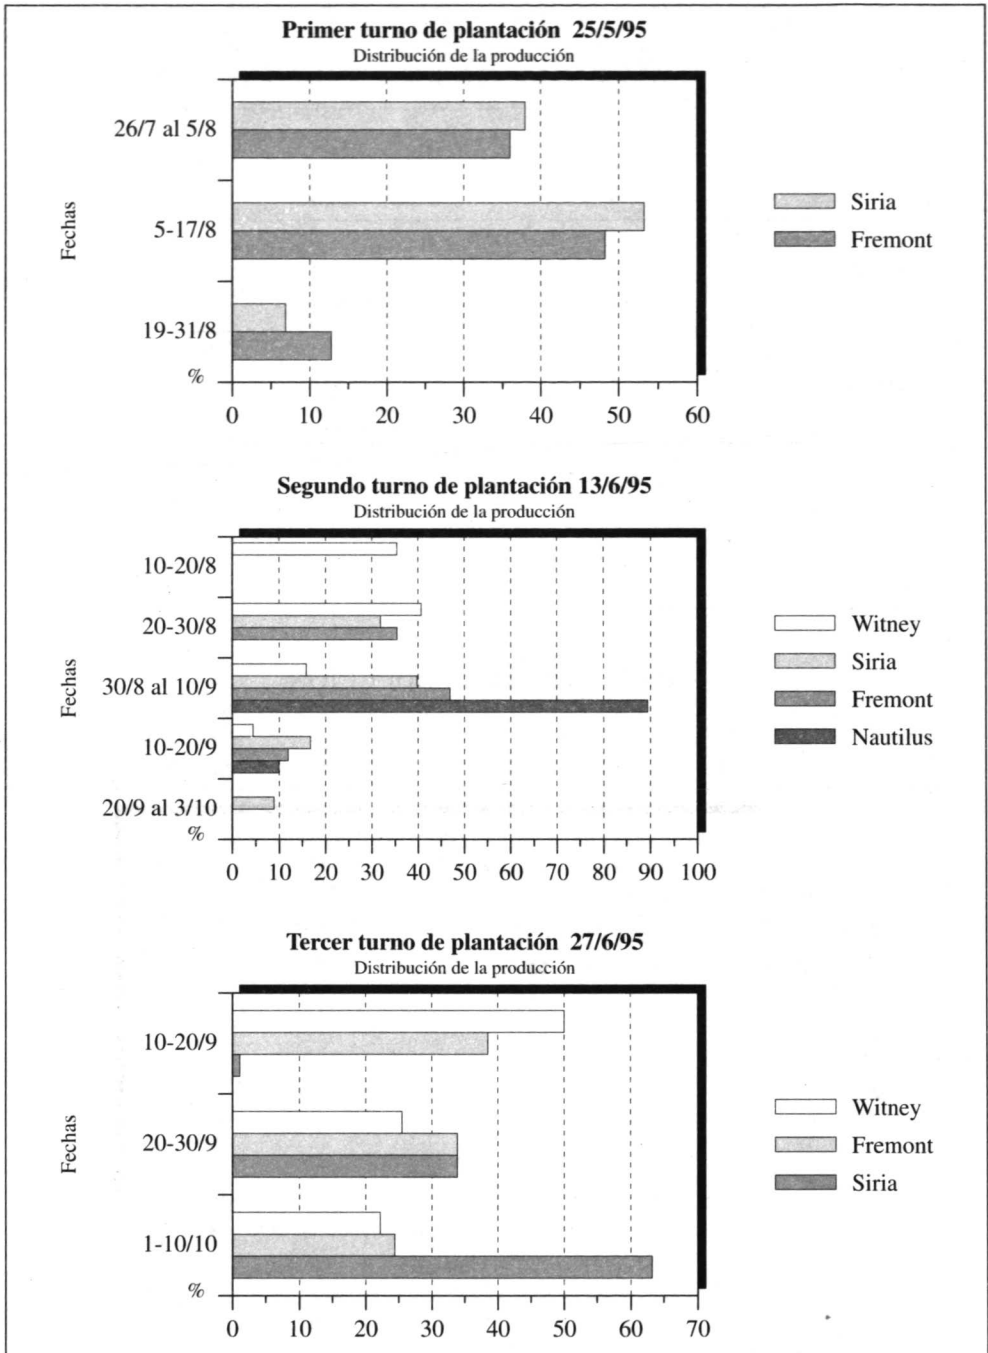 Primer turno de plantación 25/5/95
Distribución de la producción
Fechas
26/7 al 5/8
5-17/8
19-31/8
%
0 10 20 30 40 50 60
Siria
Fremont
Segundo turno de plantación 13/6/95
Distribución de la producción
Fechas
10-20/8
20-30/8
30/8 al 10/9
10-20/9
20/9 al 3/10
%
0 10 20 30 40 50 60 70 80 90 100
Witney
Siria
Fremont
Nautilus
Tercer turno de plantación 27/6/95
Distribución de la producción
Fechas
10-20/9
20-30/9
1-10/10
%
0 10 20 30 40 50 60 70
Witney
Fremont
Siria